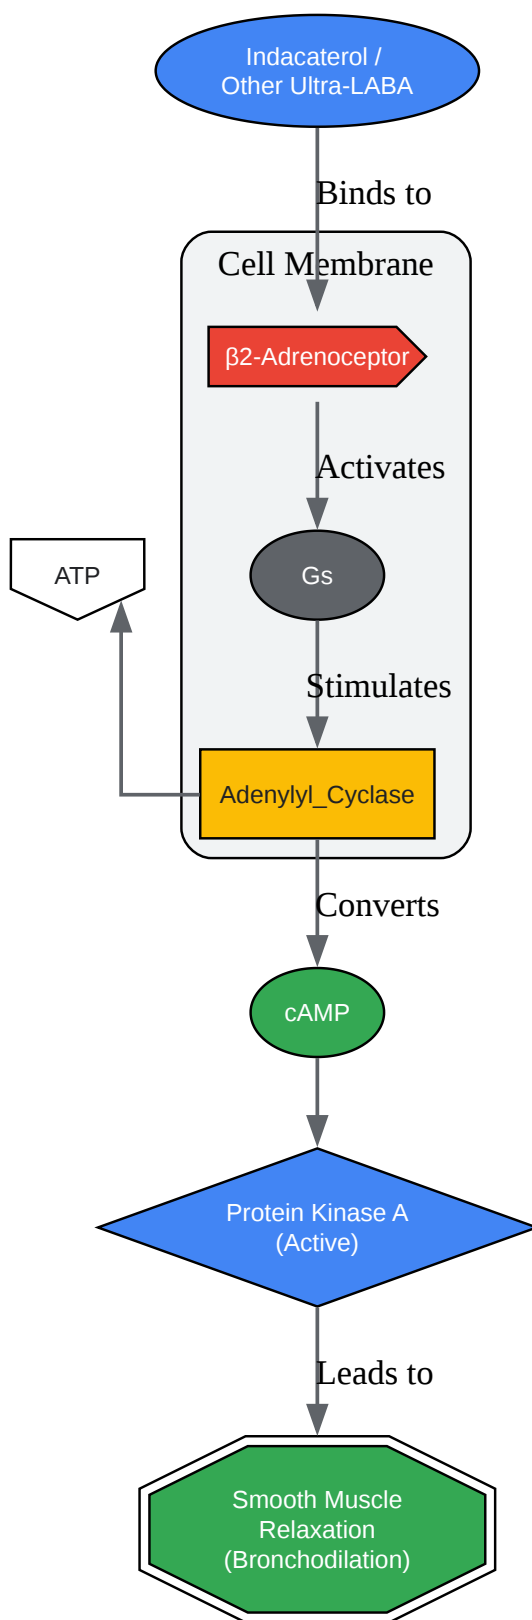 Indacaterol /
Other Ultra-LABA
Binds to
Cell Membrane
β2-Adrenoceptor
Activates
ATP
Gs
Stimulates
Adenylyl_Cyclase
Converts
cAMP
Protein Kinase A
(Active)
Leads to
Smooth Muscle
Relaxation
(Bronchodilation)